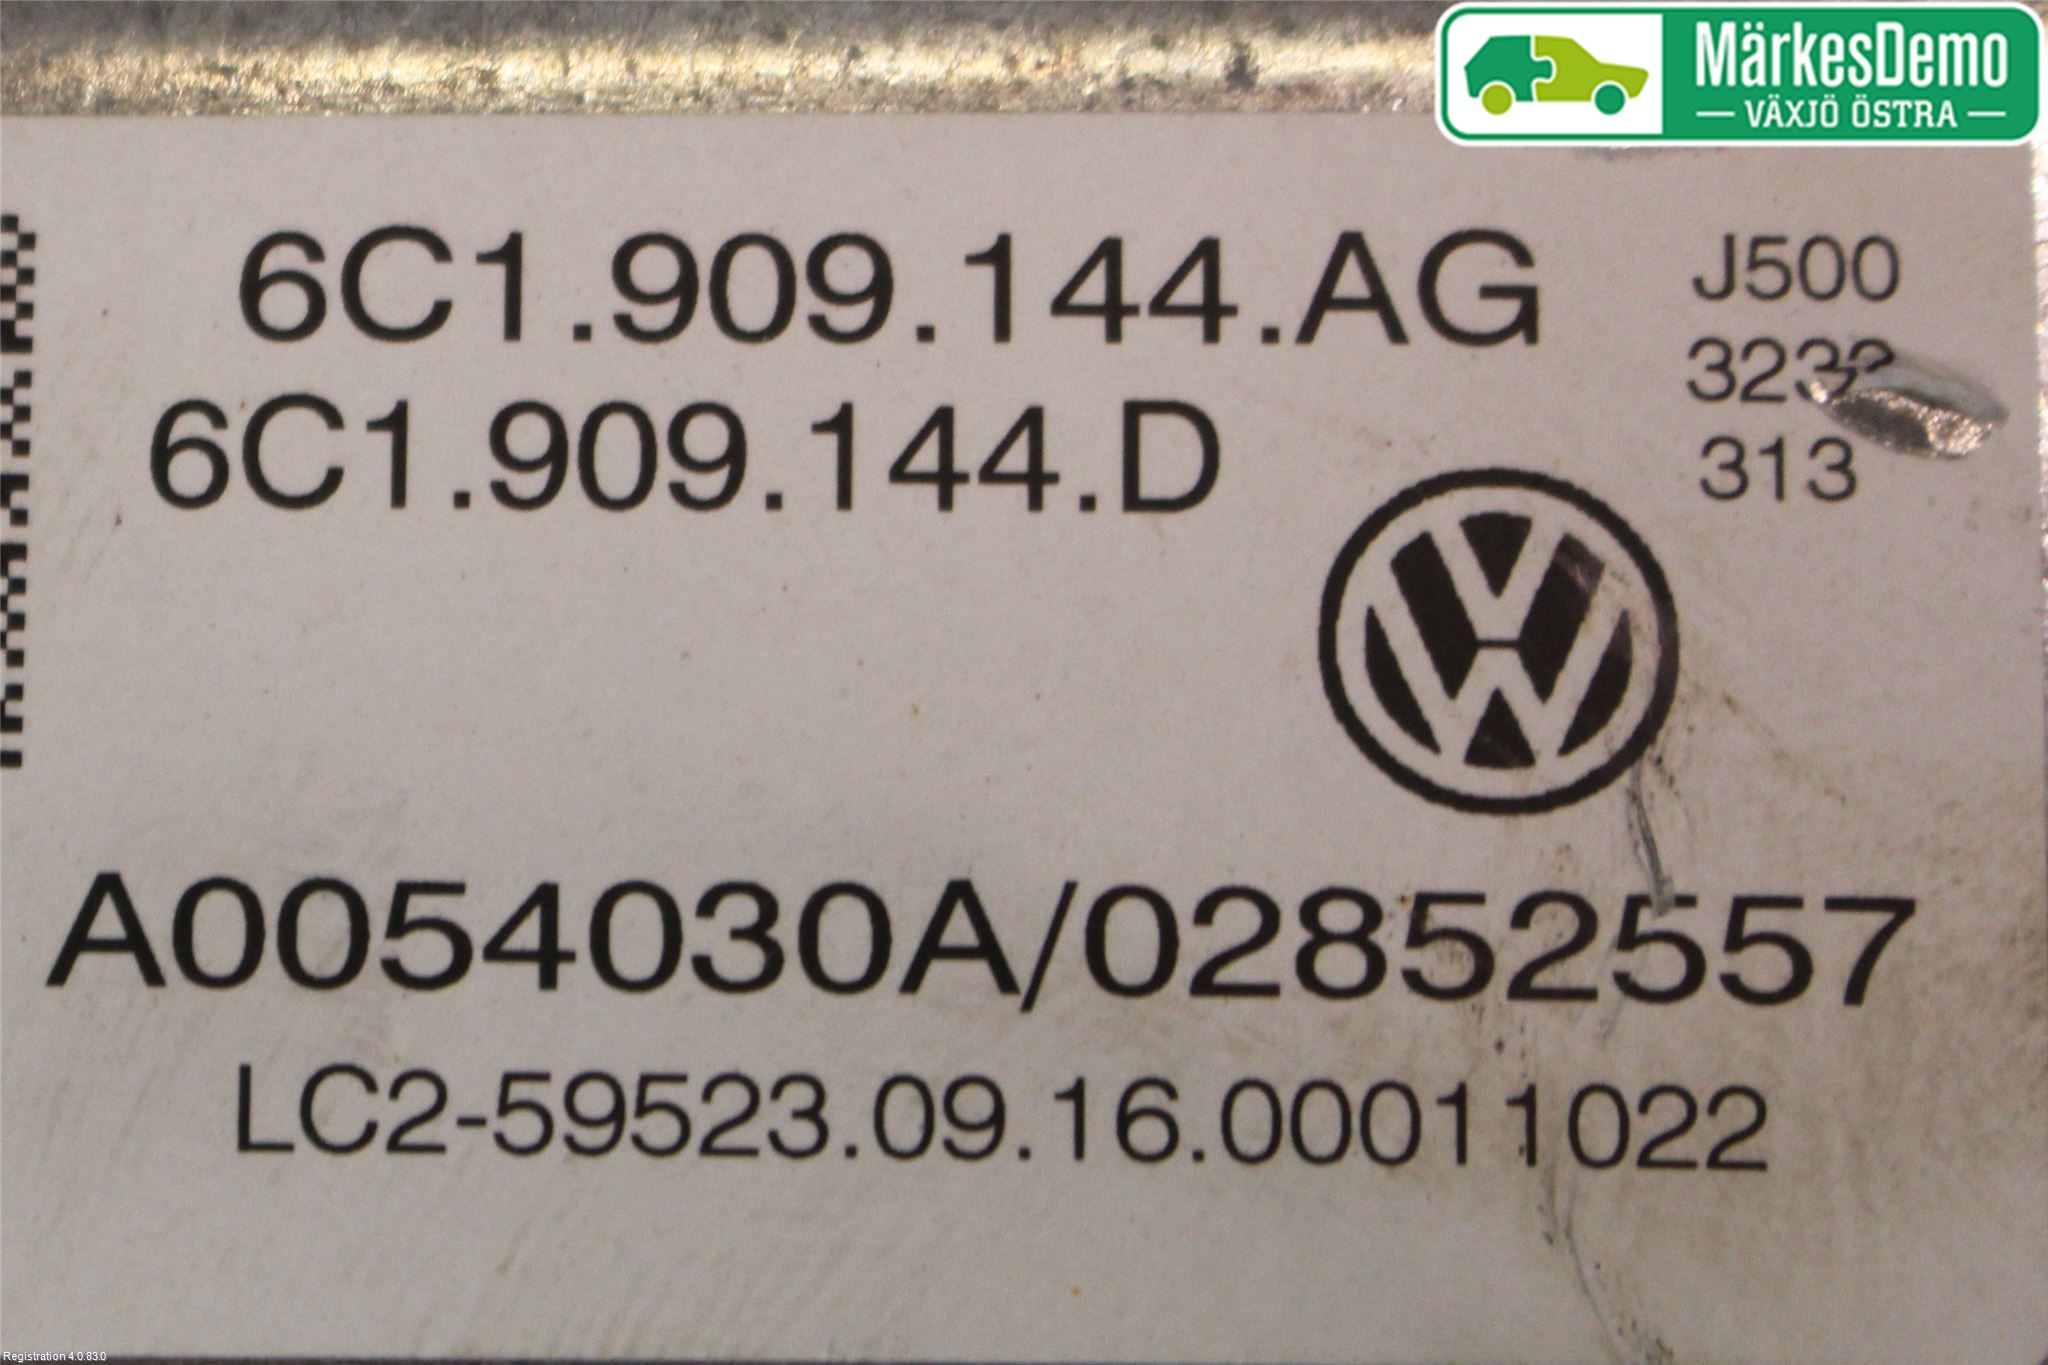 MärkesDemo
VÄXJÖ ÖSTRA
6C1.909.144.AG
J500
6C1.909.144.D
313
A0054030A/02852557
LC2-59523.09.16.00011022
Registration 4.0.83.0